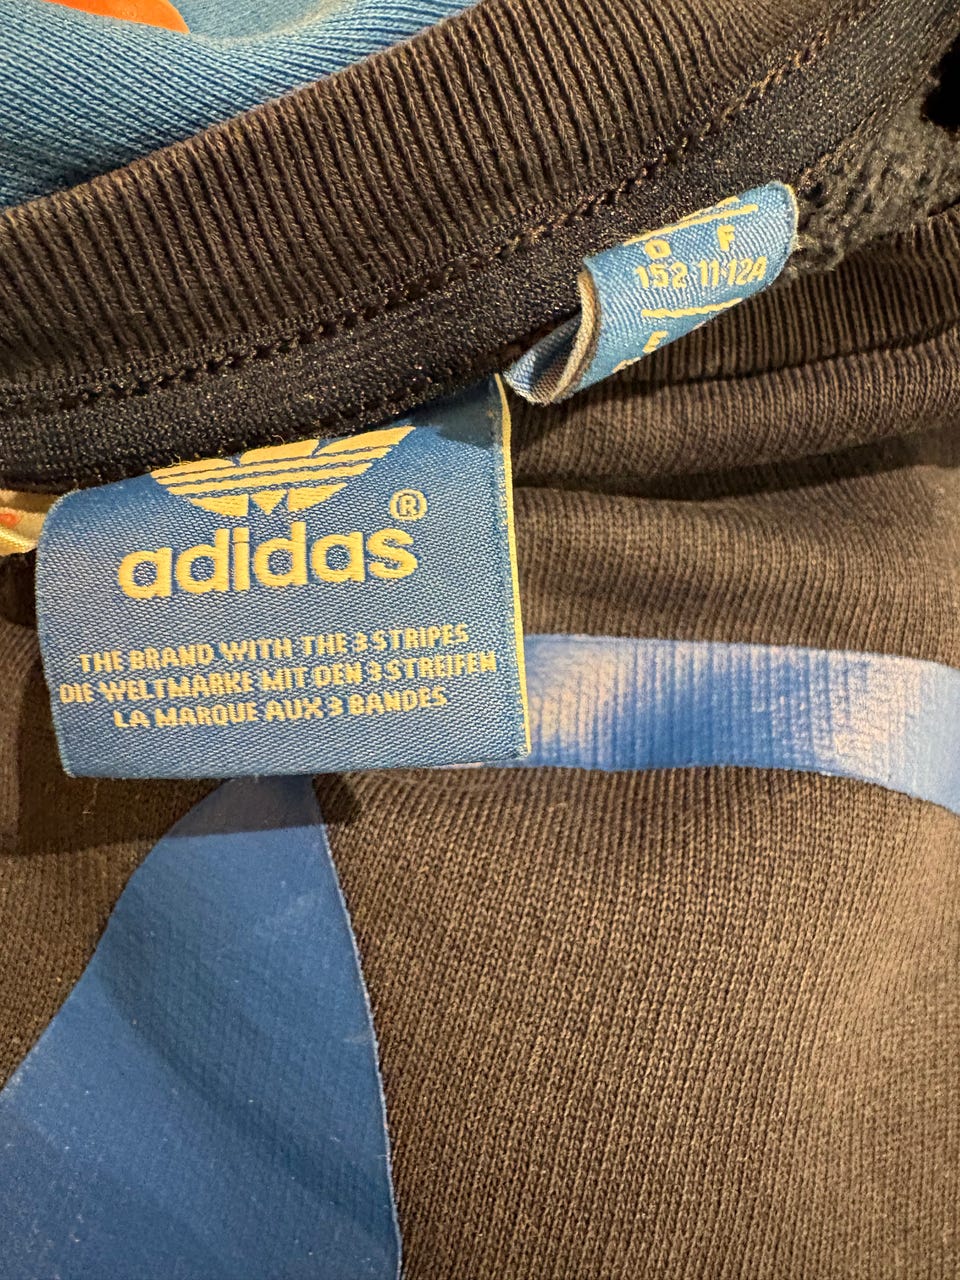 D F
152 11-12A
®
adidas
THE BRAND WITH THE 3 STRIPES
DIE WELTMARKE MIT DEN 3 STREIFEN
LA MARQUE AUX 3 BANDES